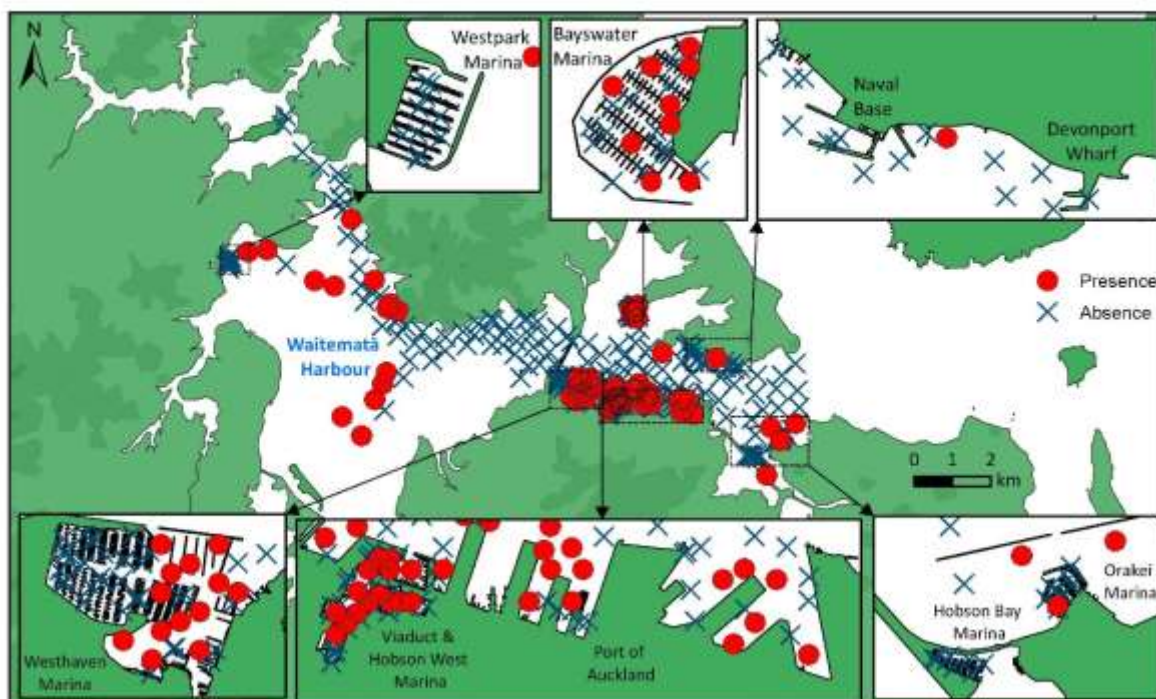 N
Westpark
Marina
Bayswater
Marina
Naval
Base
Devonport
Wharf
Presence
Absence
Waitematā
Harbour
0 1 2
km
Westhaven
Marina
Viaduct &
Hobson West
Marina
Port of
Auckland
Hobson Bay
Marina
Orakei
Marina